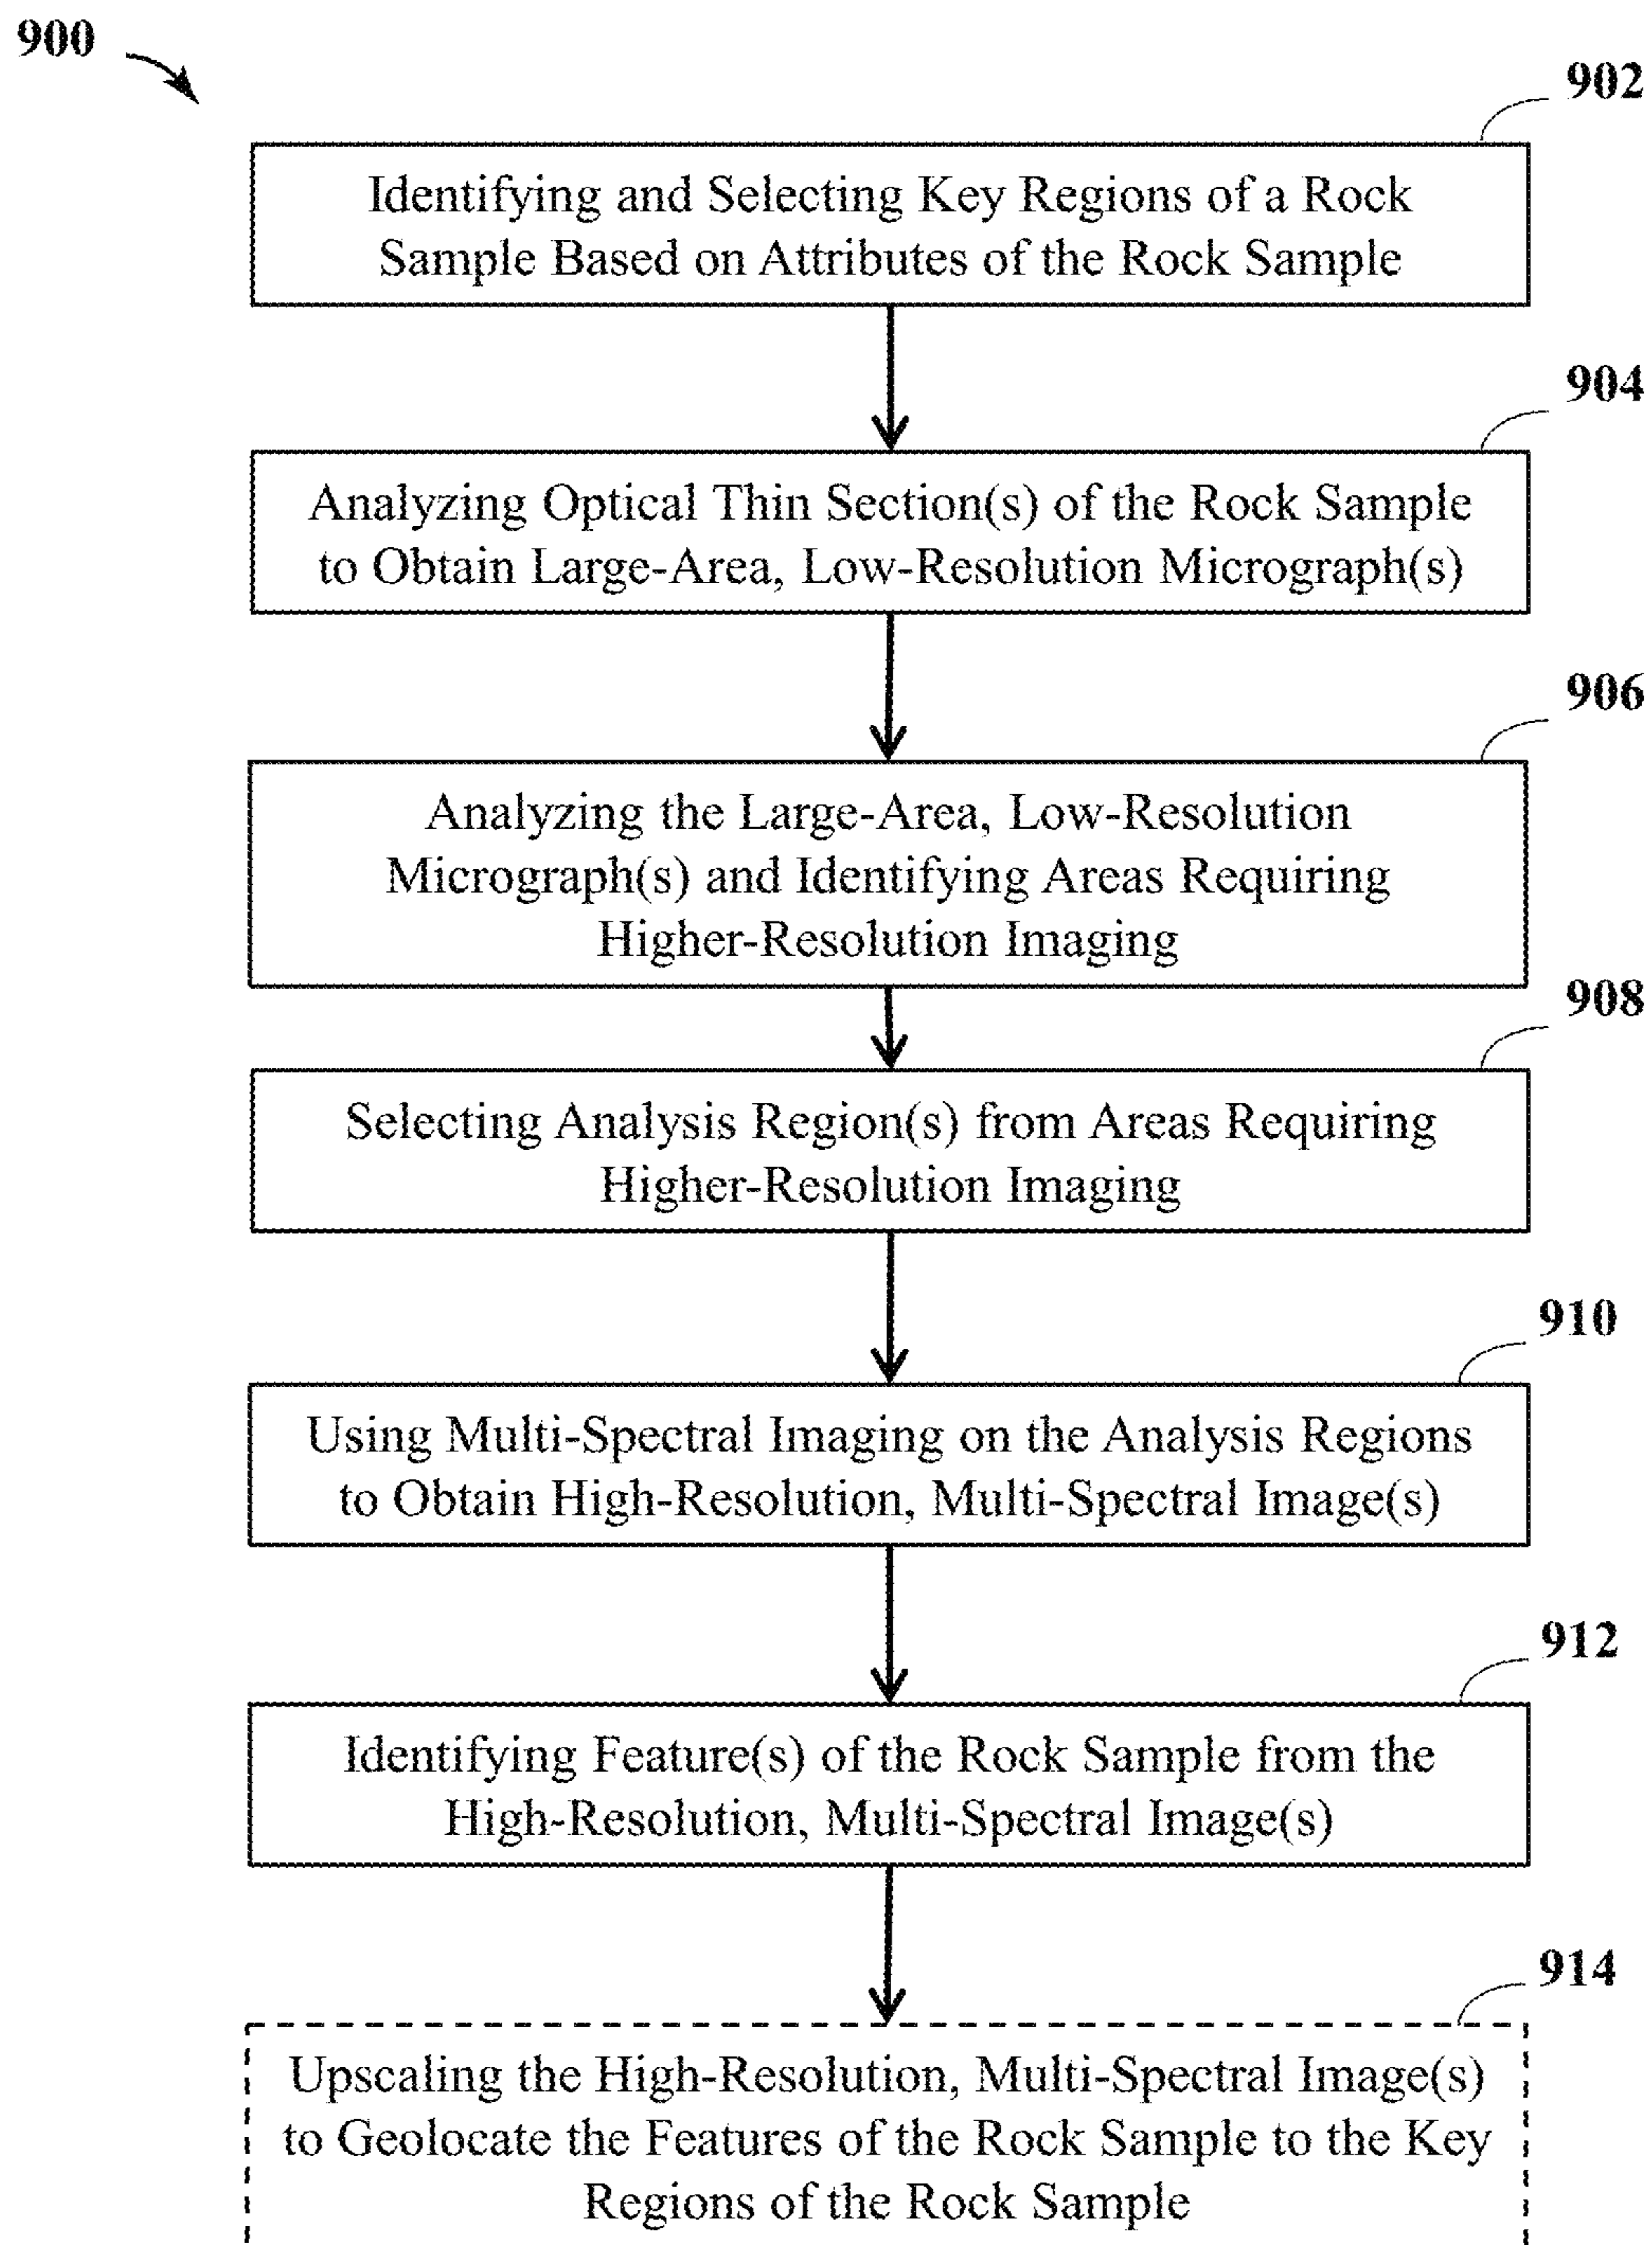 900
902
Identifying and Selecting Key Regions of a Rock
Sample Based on Attributes of the Rock Sample
904
Analyzing Optical Thin Section(s) of the Rock Sample
to Obtain Large-Area, Low-Resolution Micrograph(s)
906
Analyzing the Large-Area, Low-Resolution
Micrograph(s) and Identifying Areas Requiring
Higher-Resolution Imaging
908
Selecting Analysis Region(s) from Areas Requiring
Higher-Resolution Imaging
910
Using Multi-Spectral Imaging on the Analysis Regions
to Obtain High-Resolution, Multi-Spectral Image(s)
912
Identifying Feature(s) of the Rock Sample from the
High-Resolution, Multi-Spectral Image(s)
914
Upscaling the High-Resolution, Multi-Spectral Image(s)
to Geolocate the Features of the Rock Sample to the Key
Regions of the Rock Sample